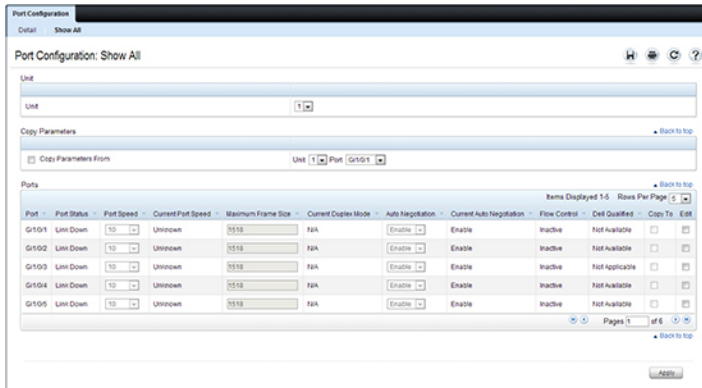 Port Configuration
Detail Show All
Port Configuration: Show All
Unit
Unit 1
Copy Parameters Back to top
Copy Parameters From Unit 1 Port Gi1/0/1
Ports Back to top
Items Displayed 1-5 Rows Per Page 5
Port Port Status Port Speed Current Port Speed Maximum Frame Size Current Duplex Mode Auto Negotiation Current Auto Negotiation Flow Control Dell Qualified Copy To Edit
Gi1/0/1 Link Down 10 Unknown 1518 N/A Enable Enable Inactive Not Available
Gi1/0/2 Link Down 10 Unknown 1518 N/A Enable Enable Inactive Not Available
Gi1/0/3 Link Down 10 Unknown 1518 N/A Enable Enable Inactive Not Applicable
Gi1/0/4 Link Down 10 Unknown 1518 N/A Enable Enable Inactive Not Available
Gi1/0/5 Link Down 10 Unknown 1518 N/A Enable Enable Inactive Not Available
Pages 1 of 6
Back to top
Apply